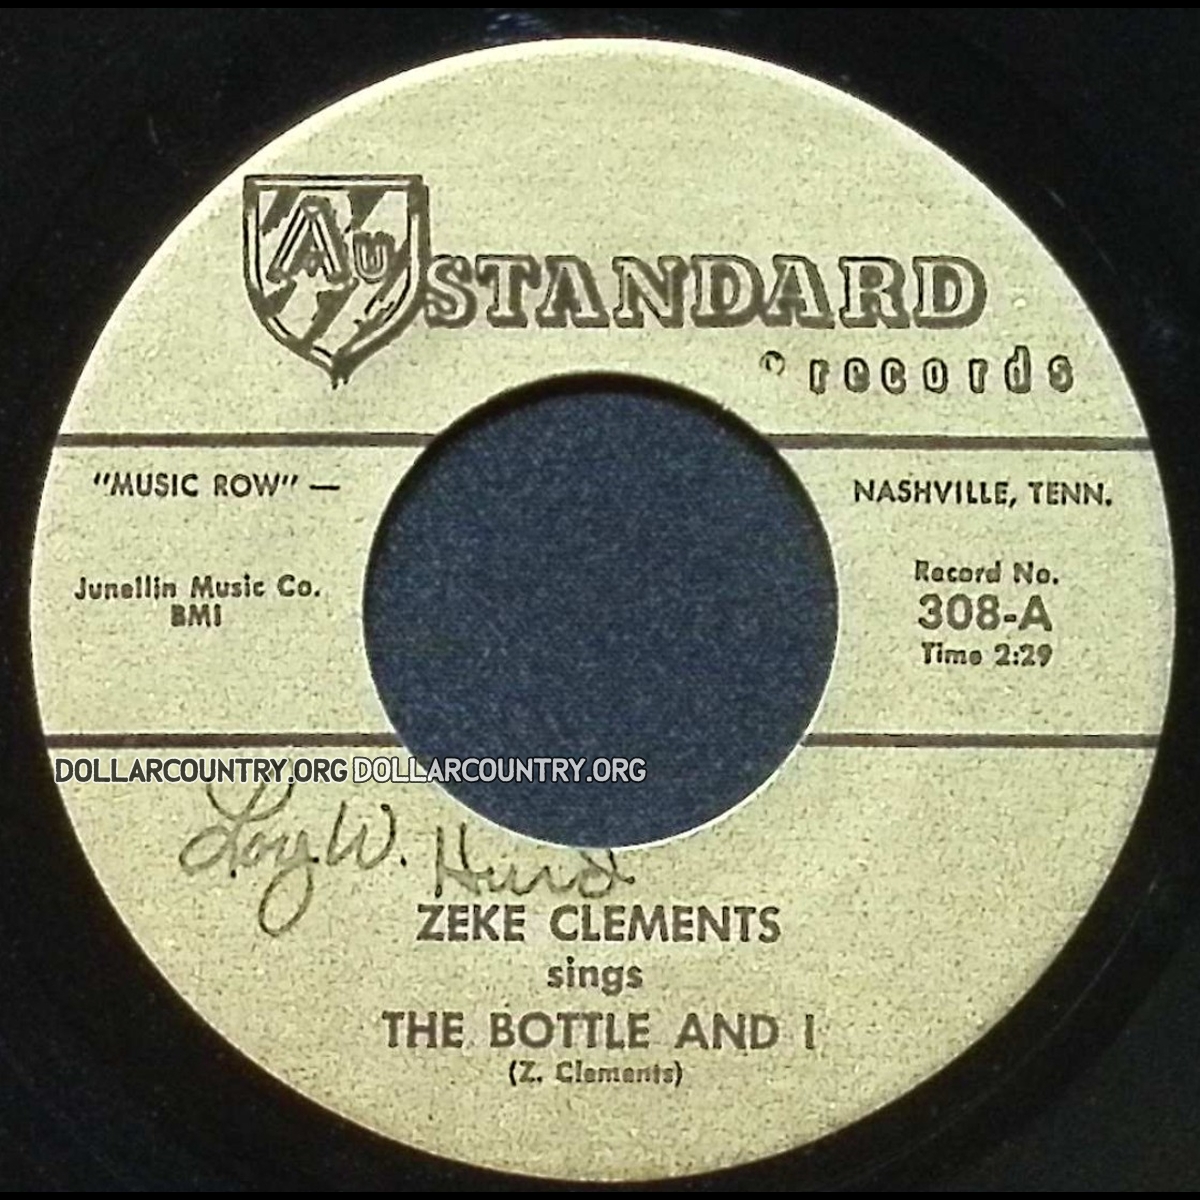 Au STANDARD
records
"MUSIC ROW" —
NASHVILLE, TENN.
Junellin Music Co.
BMI
Record No.
308-A
Time 2:29
DOLLARCOUNTRY.ORG DOLLARCOUNTRY.ORG
W. Hurd
ZEKE CLEMENTS
sings
THE BOTTLE AND I
(Z. Clements)